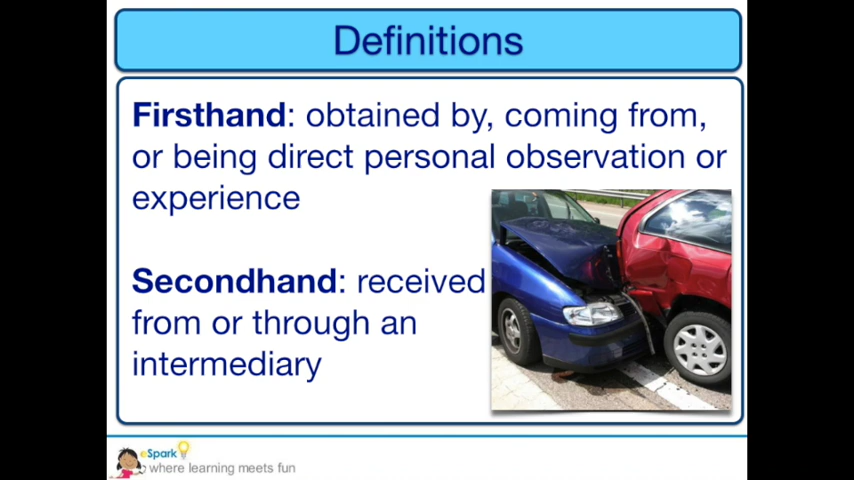 Definitions
Firsthand: obtained by, coming from,
or being direct personal observation or
experience
Secondhand: received
from or through an
intermediary
eSpark
where learning meets fun